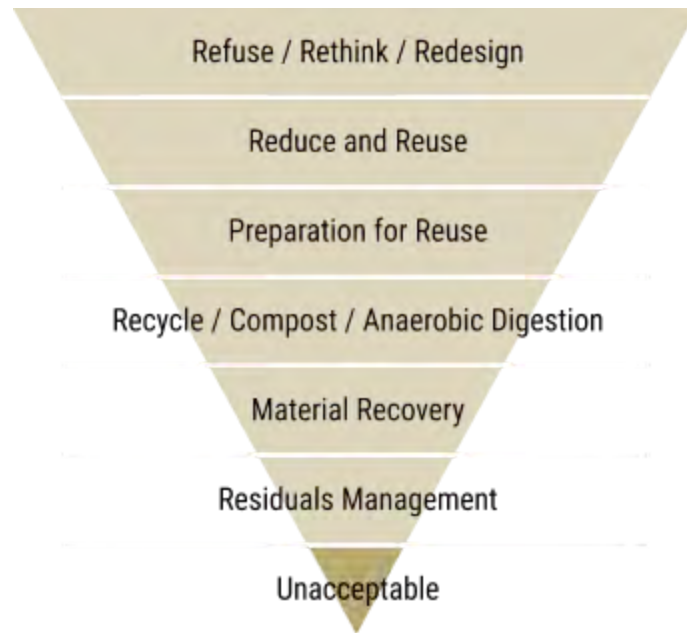 Refuse / Rethink / Redesign
Reduce and Reuse
Preparation for Reuse
Recycle / Compost / Anaerobic Digestion
Material Recovery
Residuals Management
Unacceptable